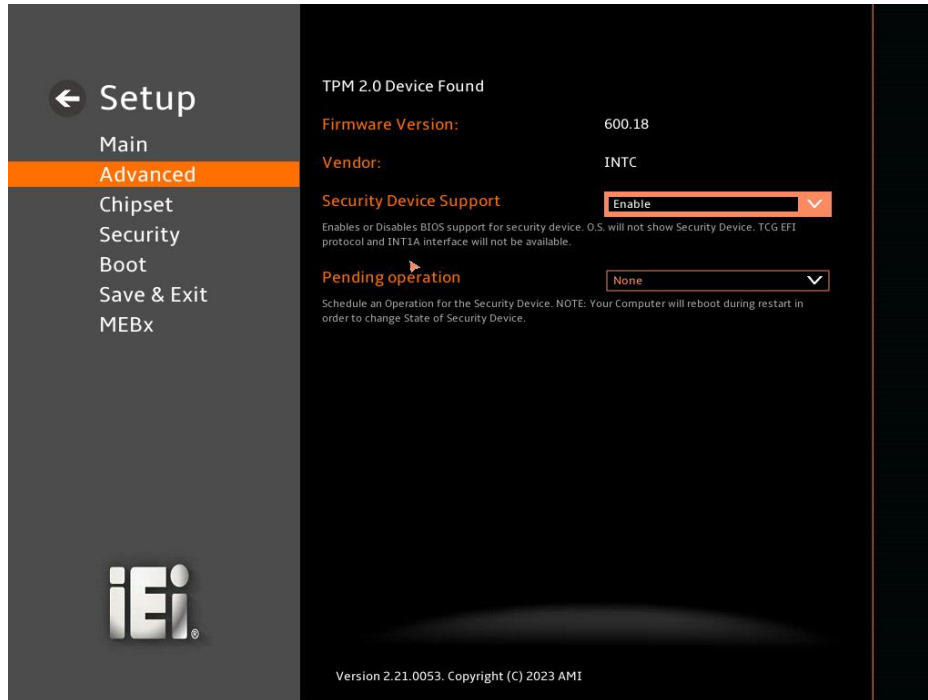 Setup
Main
Advanced
Chipset
Security
Boot
Save & Exit
MEBx
TPM 2.0 Device Found
Firmware Version: 600.18
Vendor: INTC
Security Device Support Enable
Enables or Disables BIOS support for security device. O.S. will not show Security Device. TCG EFI
protocol and INT1A interface will not be available.
Pending operation None
Schedule an Operation for the Security Device. NOTE: Your Computer will reboot during restart in
order to change State of Security Device.
iEi®
Version 2.21.0053. Copyright (C) 2023 AMI